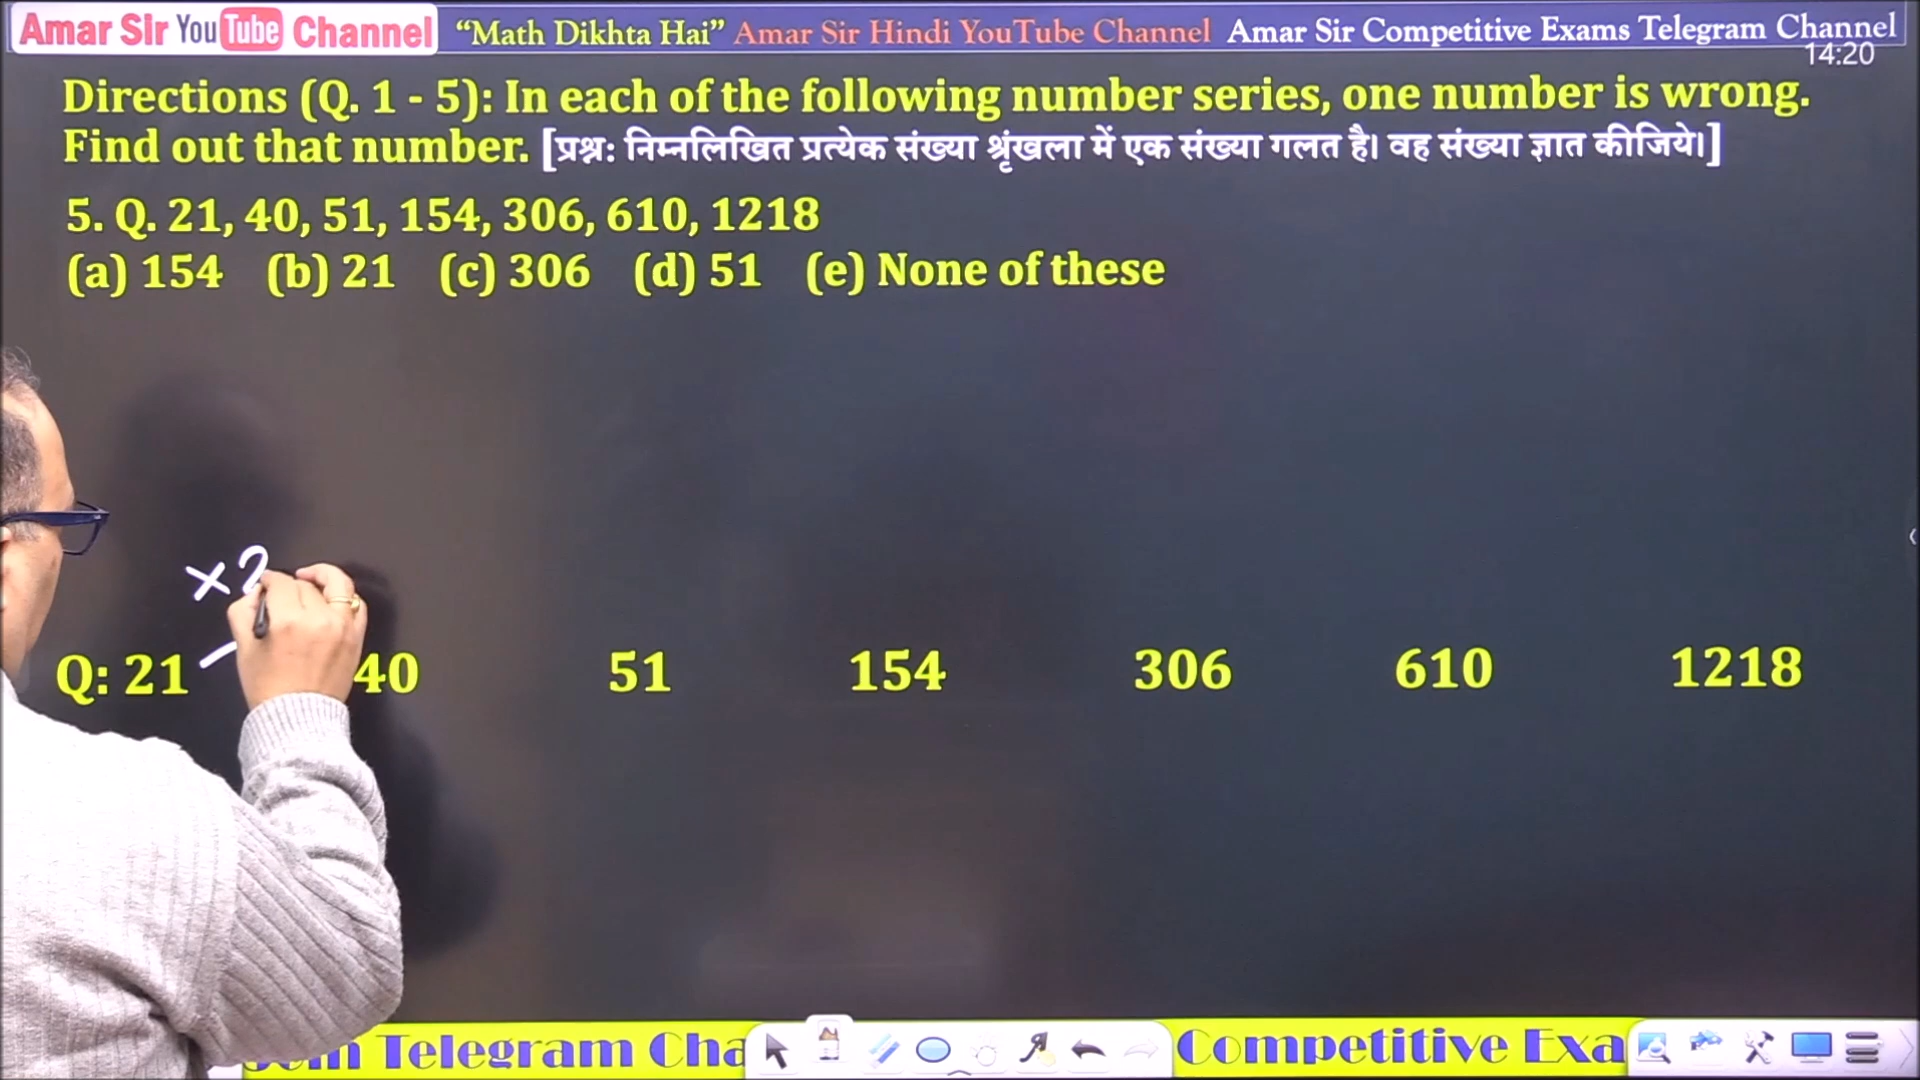 Amar Sir YouTube Channel "Math Dikhta Hai" Amar Sir Hindi YouTube Channel Amar Sir Competitive Exams Telegram Channel
14:20
Directions (Q. 1 - 5): In each of the following number series, one number is wrong.
Find out that number. [प्रश्न: निम्नलिखित प्रत्येक संख्या श्रृंखला में एक संख्या गलत है। वह संख्या ज्ञात कीजिये।]
5. Q. 21, 40, 51, 154, 306, 610, 1218
(a) 154 (b) 21 (c) 306 (d) 51 (e) None of these
×2
Q: 21 40 51 154 306 610 1218
Telegram Cha Competitive Exa